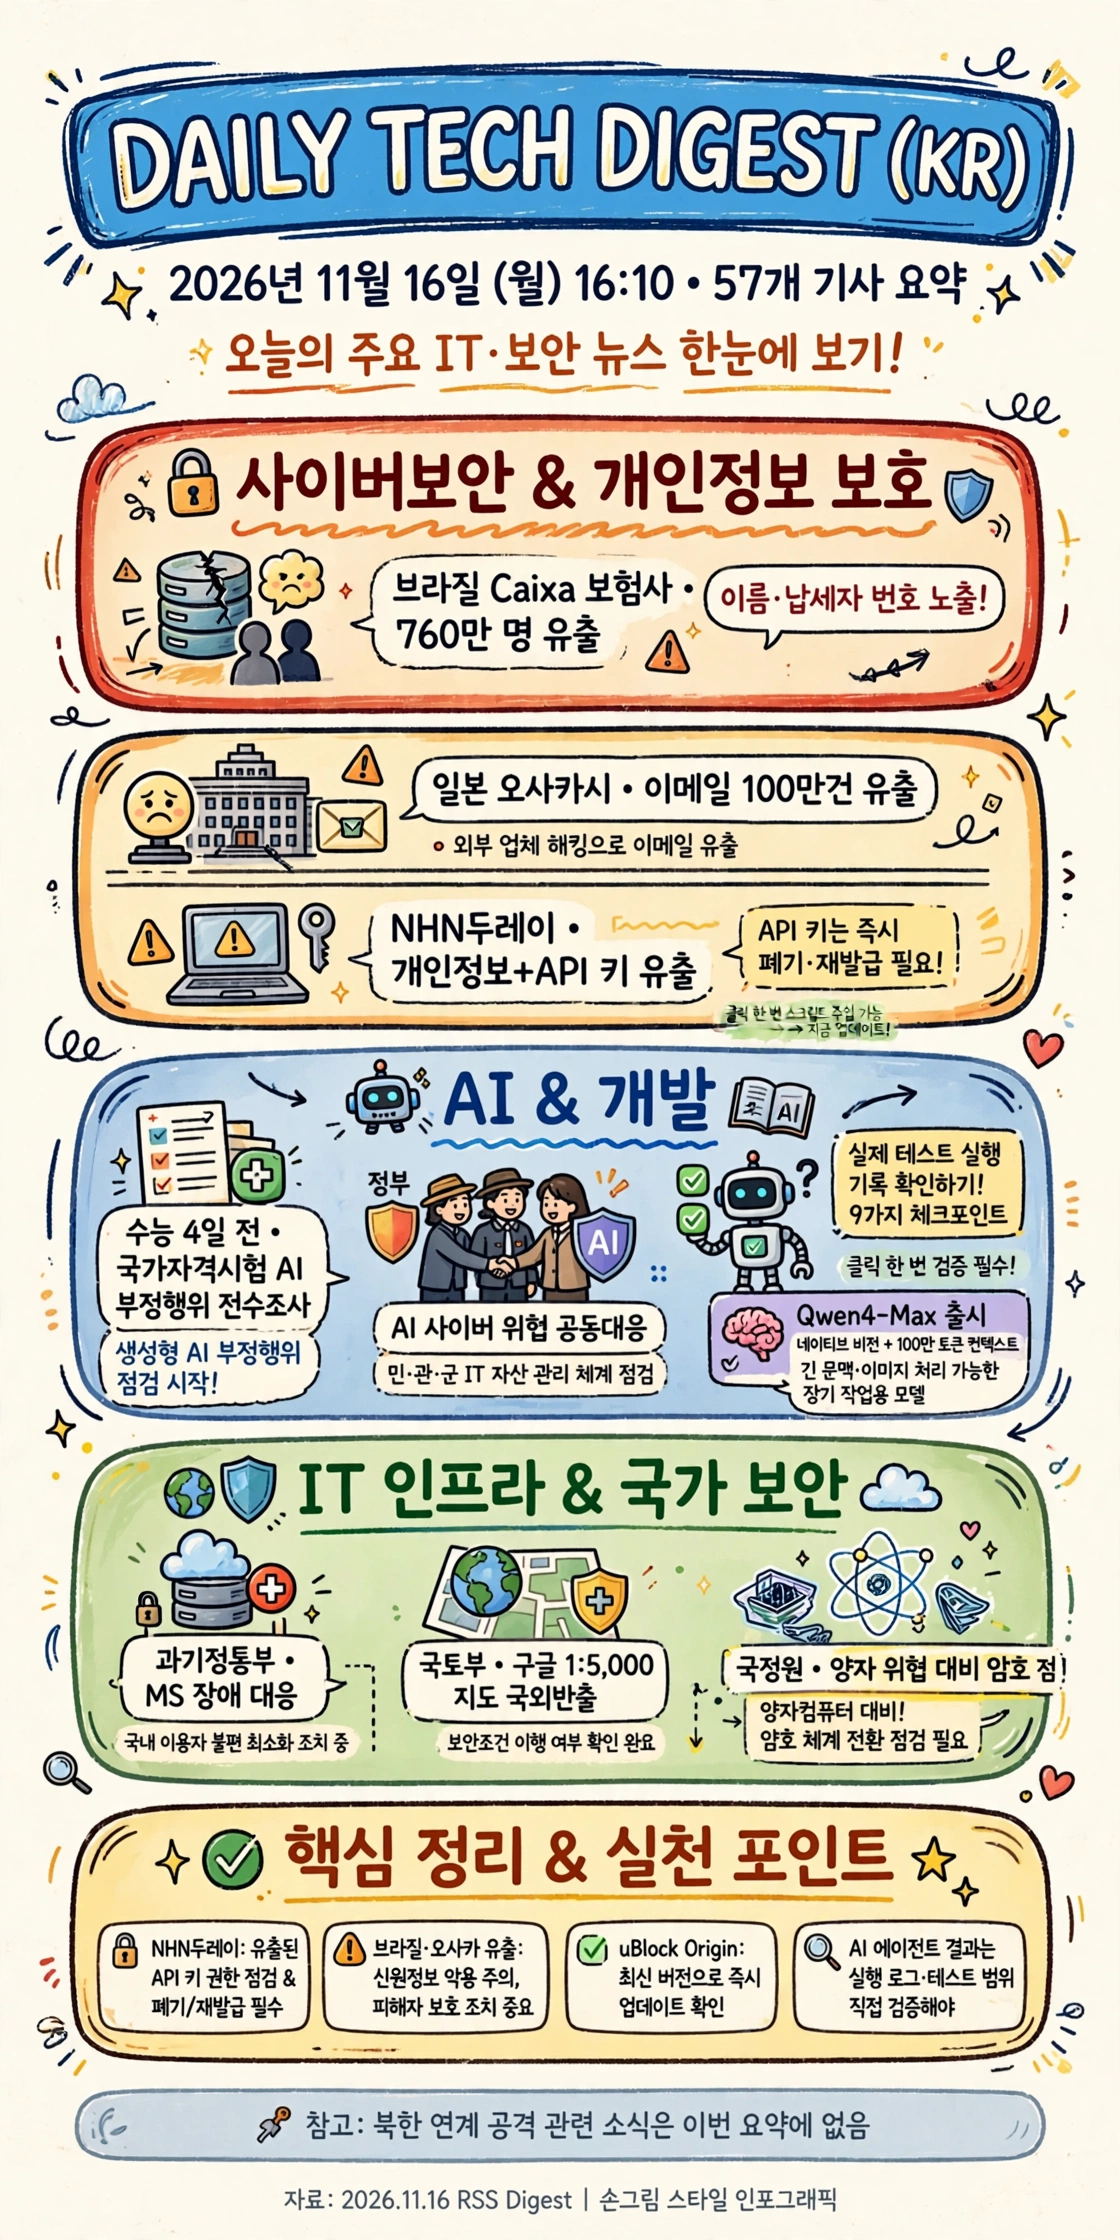 DAILY TECH DIGEST (KR)
2026년 11월 16일 (월) 16:10 • 57개 기사 요약
오늘의 주요 IT·보안 뉴스 한눈에 보기!
사이버보안 & 개인정보 보호
브라질 Caixa 보험사 •
760만 명 유출
이름·납세자 번호 노출!
일본 오사카시 • 이메일 100만건 유출
외부 업체 해킹으로 이메일 유출
NHN두레이 •
개인정보+API 키 유출
API 키는 즉시
폐기·재발급 필요!
클릭 한 번 스크립트 주입 가능
→→ 지금 업데이트!
AI & 개발
AI
수능 4일 전 •
국가자격시험 AI
부정행위 전수조사
생성형 AI 부정행위
점검 시작!
정부
AI
AI 사이버 위협 공동대응
민·관·군 IT 자산 관리 체계 점검
?
실제 테스트 실행
기록 확인하기!
9가지 체크포인트
클릭 한 번 검증 필수!
Qwen4-Max 출시
네이티브 비전 + 100만 토큰 컨텍스트
긴 문맥·이미지 처리 가능한
장기 작업용 모델
IT 인프라 & 국가 보안
과기정통부 •
MS 장애 대응
국내 이용자 불편 최소화 조치 중
국토부 • 구글 1:5,000
지도 국외반출
보안조건 이행 여부 확인 완료
국정원 • 양자 위협 대비 암호 점!
양자컴퓨터 대비!
암호 체계 전환 점검 필요
핵심 정리 & 실천 포인트
NHN두레이: 유출된
API 키 권한 점검 &
폐기/재발급 필수
브라질·오사카 유출:
신원정보 악용 주의,
피해자 보호 조치 중요
uBlock Origin:
최신 버전으로 즉시
업데이트 확인
AI 에이전트 결과는
실행 로그·테스트 범위
직접 검증해야
참고: 북한 연계 공격 관련 소식은 이번 요약에 없음
자료: 2026.11.16 RSS Digest | 손그림 스타일 인포그래픽